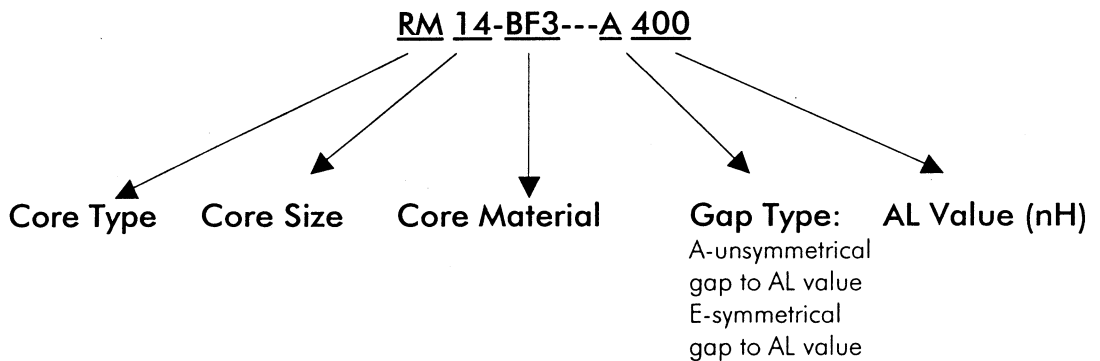 RM 14-BF3---A 400
Core Type Core Size Core Material Gap Type: AL Value (nH)
A-unsymmetrical
gap to AL value
E-symmetrical
gap to AL value